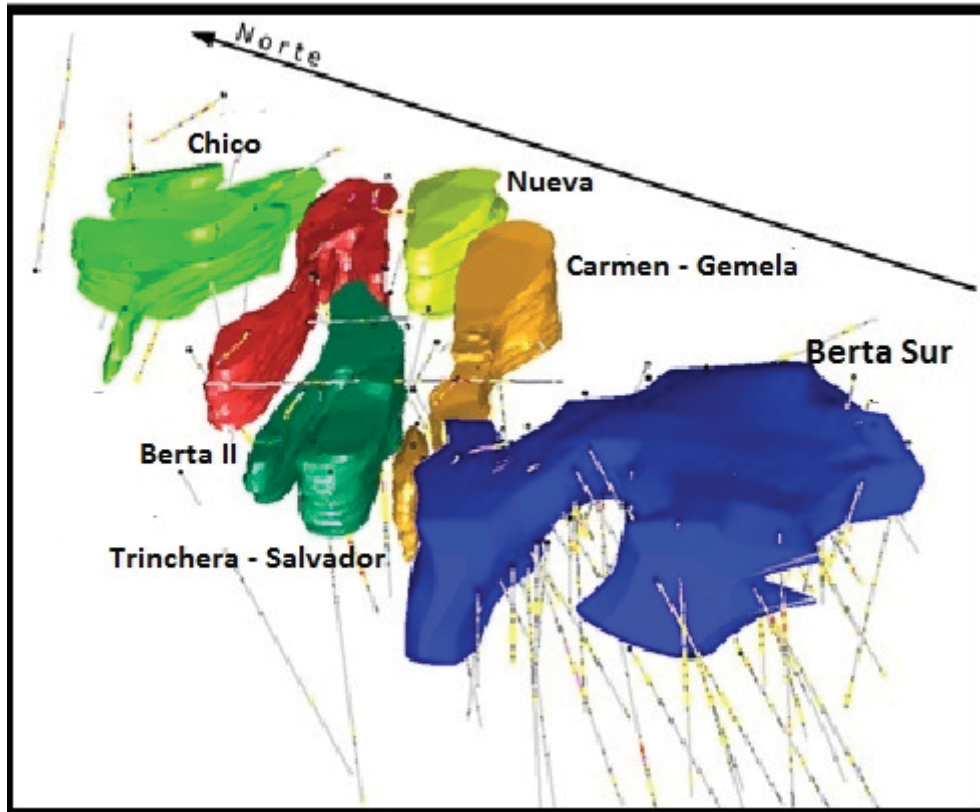 Norte
Chico
Nueva
Carmen - Gemela
Berta Sur
Berta II
Trinchera - Salvador